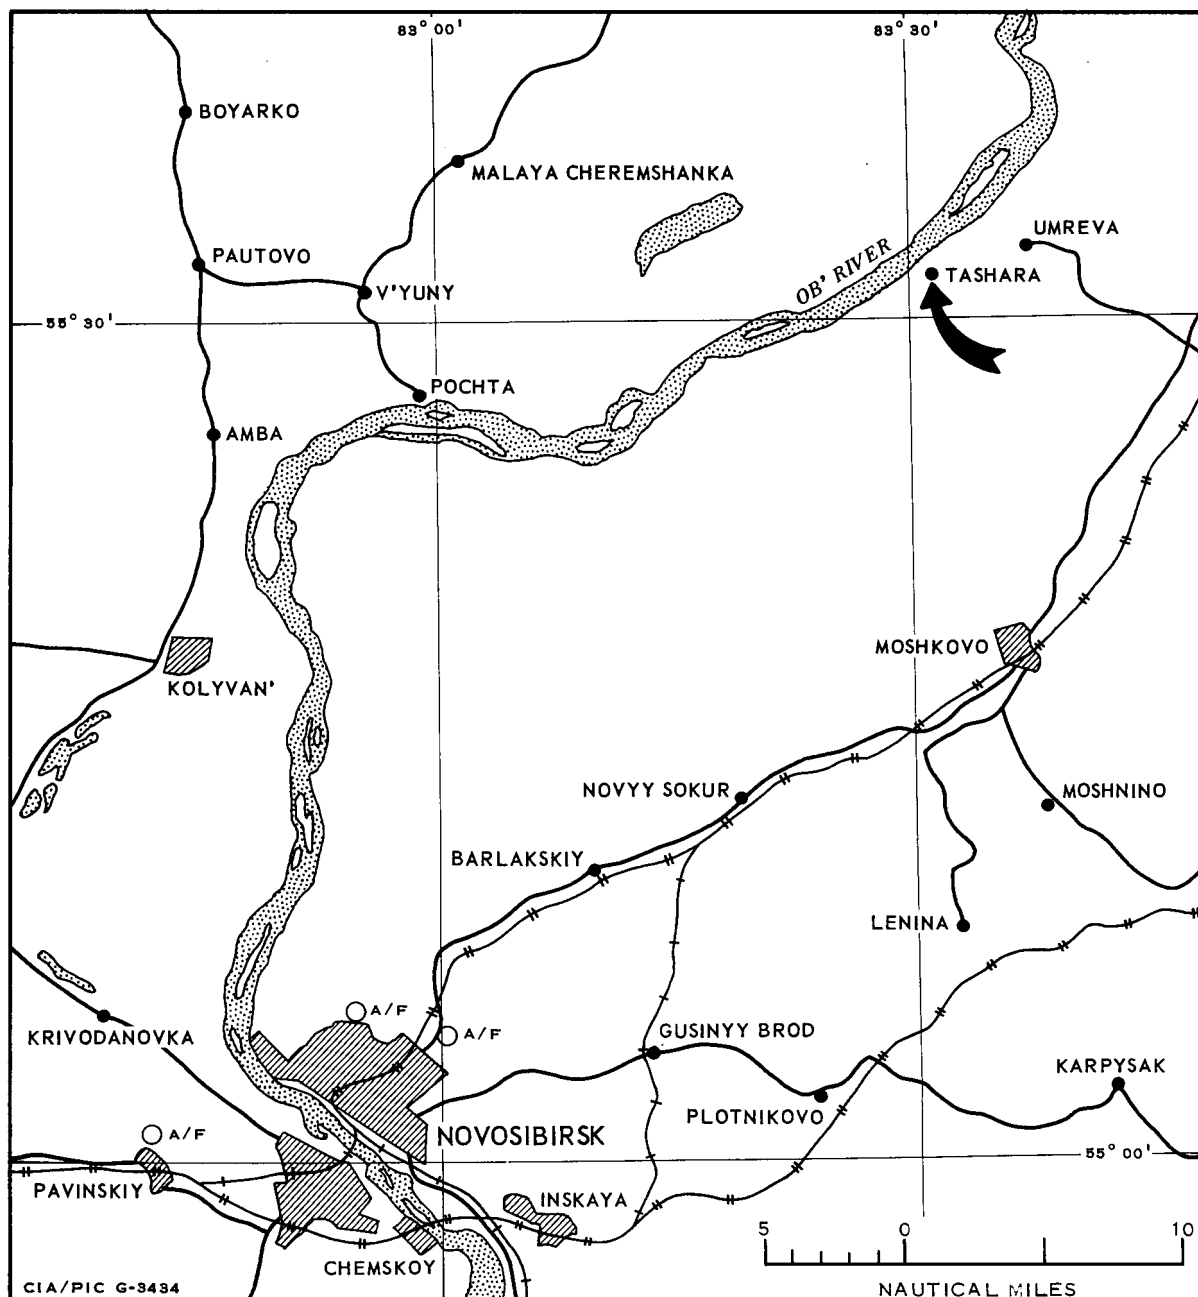 83° 00'
83° 30'
BOYARKO
MALAYA CHEREMSHANKA
UMREVA
PAUTOVO
OB' RIVER
TASHARA
V'YUNY
55° 30'
POCHTA
AMBA
MOSHKOVO
KOLYVAN'
NOVYY SOKUR
MOSHNINO
BARLAKSKIY
LENINA
A/F
A/F
KRIVODANOVKA
GUSINYY BROD
KARPYSAK
PLOTNIKOVO
A/F
NOVOSIBIRSK
55° 00'
PAVINSKIY
INSKAYA
5 0 10
CHEMSKOY
CIA/PIC G-3434
NAUTICAL MILES